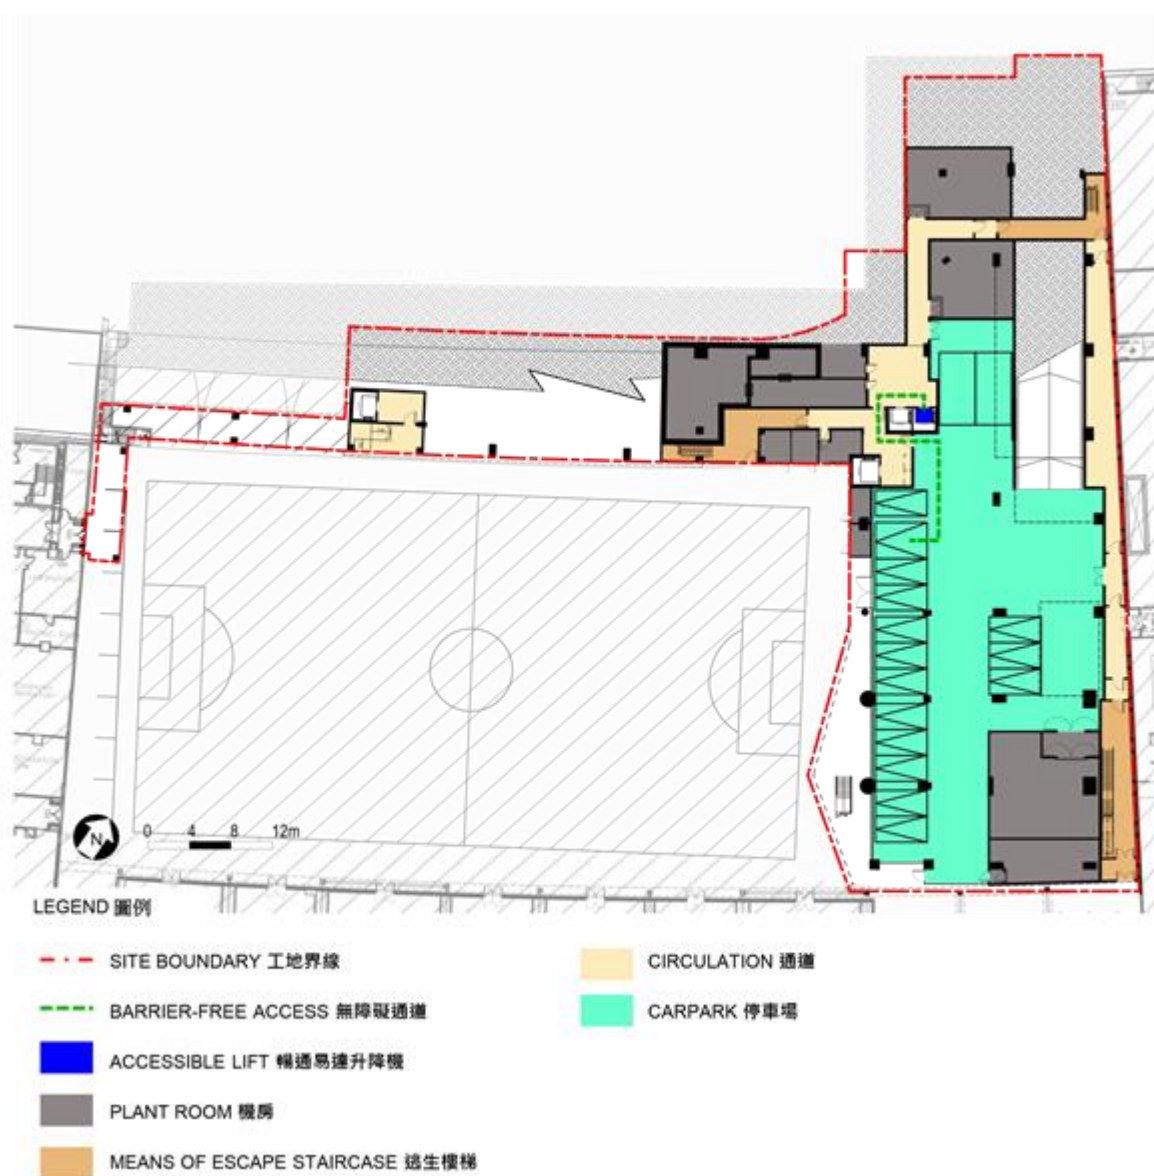 N
0 4 8 12m
LEGEND 圖例
SITE BOUNDARY 工地界線
BARRIER-FREE ACCESS 無障礙通道
ACCESSIBLE LIFT 暢通易達升降機
PLANT ROOM 機房
MEANS OF ESCAPE STAIRCASE 逃生樓梯
CIRCULATION 通道
CARPARK 停車場